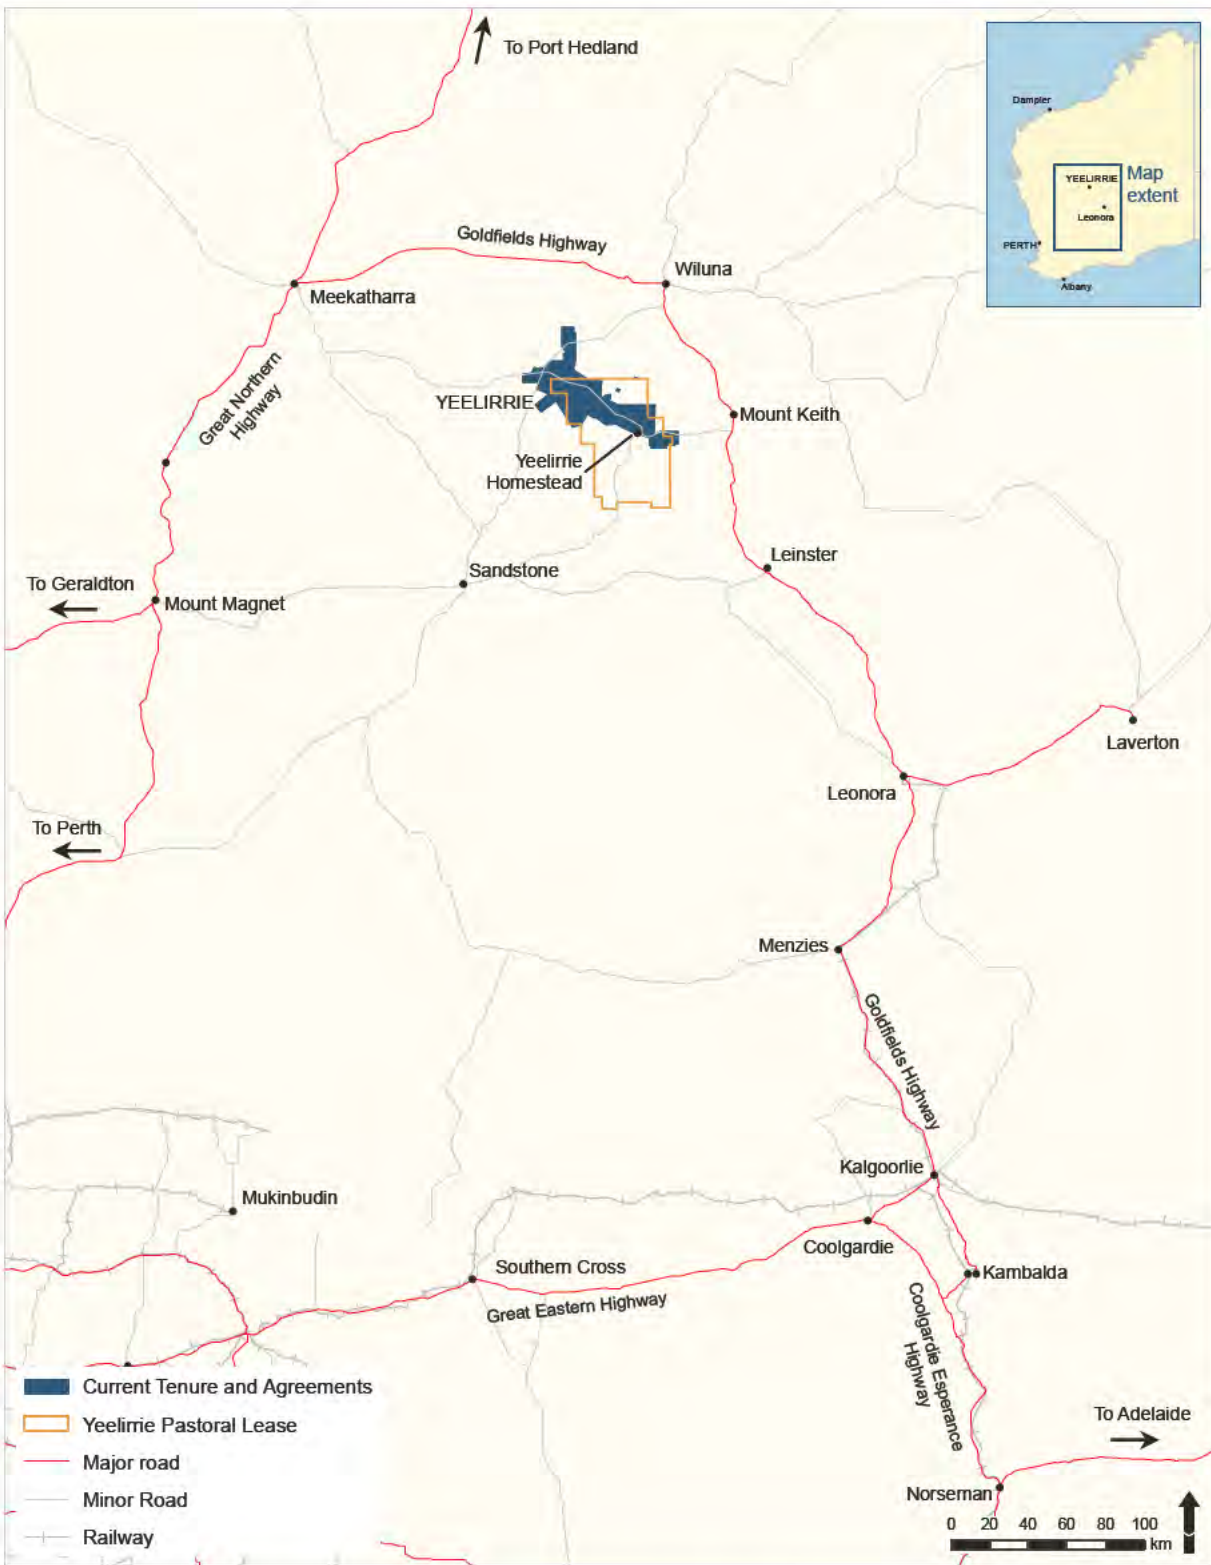 To Port Hedland
Dampier
YEELIRRIE
Map
extent
Leonora
PERTH
Albany
Goldfields Highway
Wiluna
Meekatharra
Great Northern
Highway
YEELIRRIE
Mount Keith
Yeelirrie
Homestead
Leinster
Sandstone
To Geraldton
Mount Magnet
Laverton
Leonora
To Perth
Menzies
Goldfields Highway
Kalgoorlie
Mukinbudin
Coolgardie
Southern Cross
Kambalda
Great Eastern Highway
Coolgardie Esperance
Highway
Current Tenure and Agreements
Yeelirrie Pastoral Lease
Major road
Minor Road
Railway
To Adelaide
Norseman
0 20 40 60 80 100
km